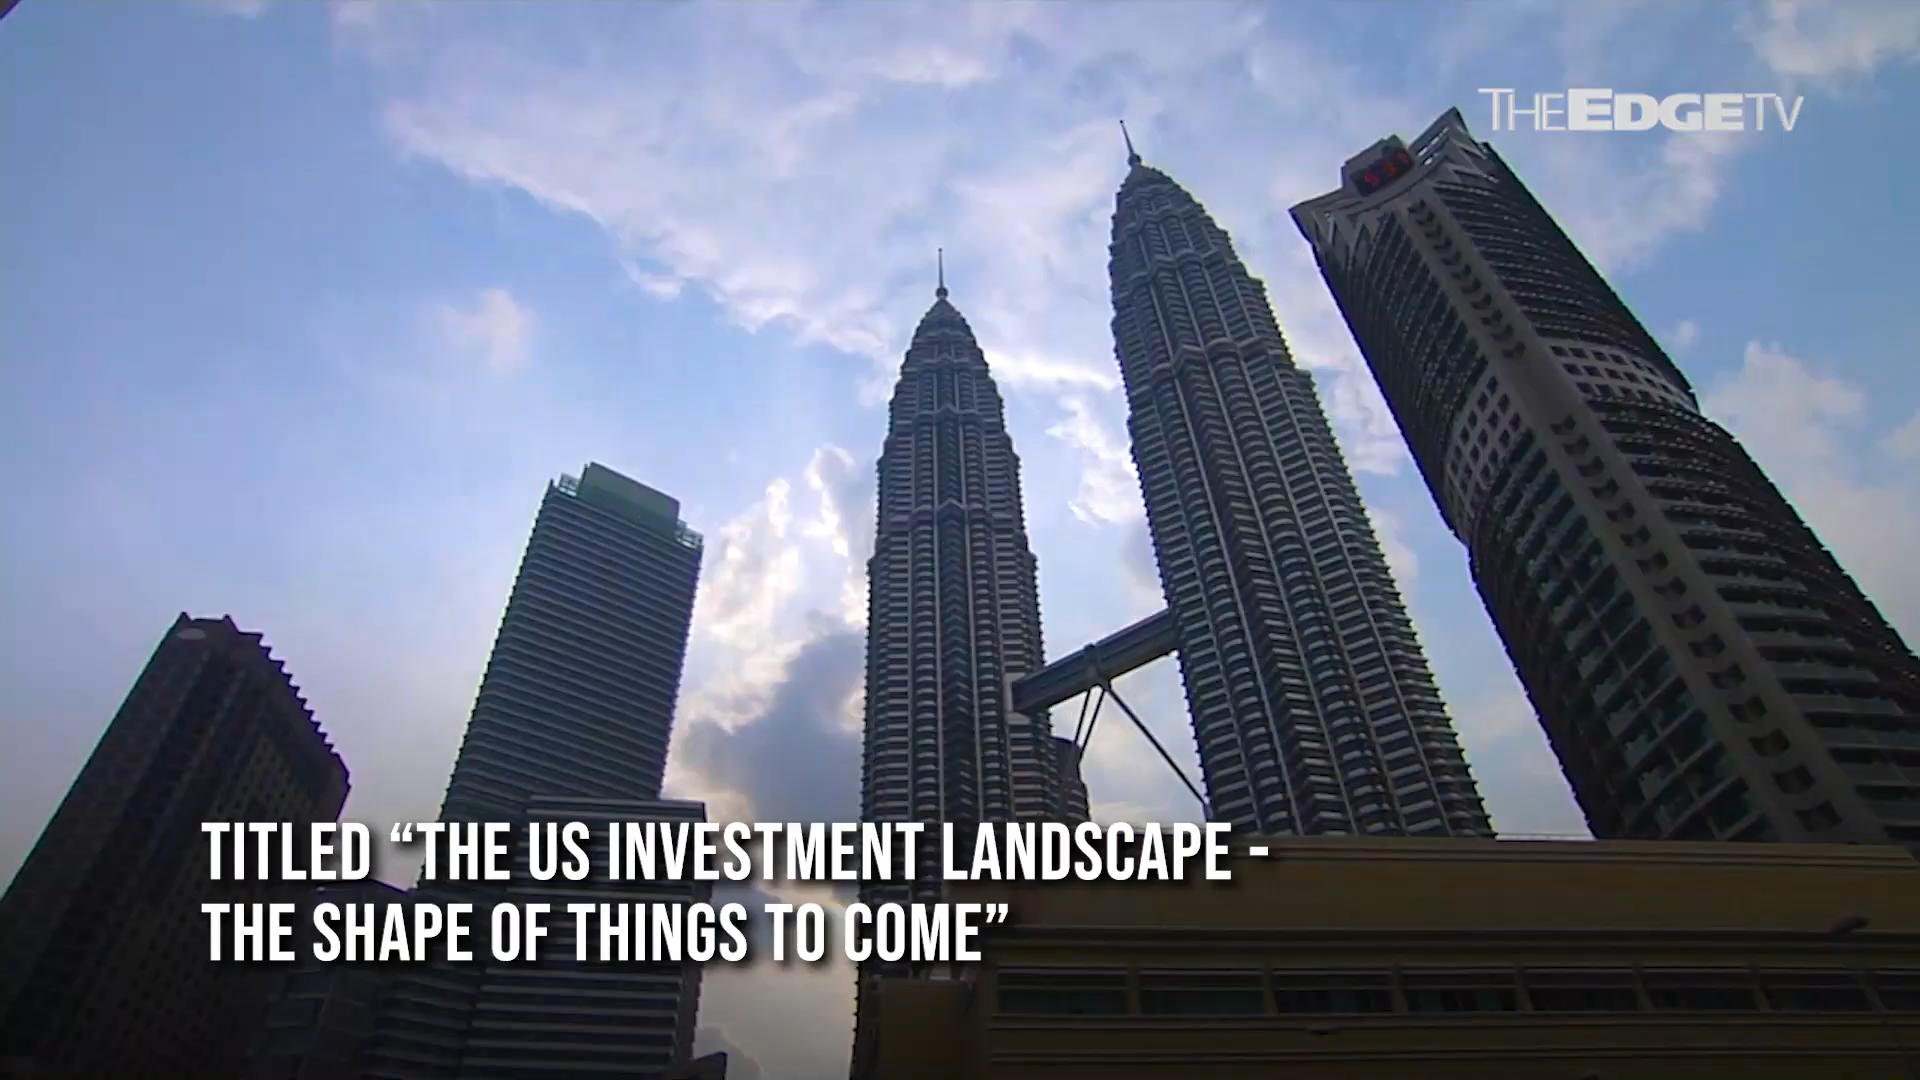 THEEDGETV
TITLED “THE US INVESTMENT LANDSCAPE -
THE SHAPE OF THINGS TO COME”